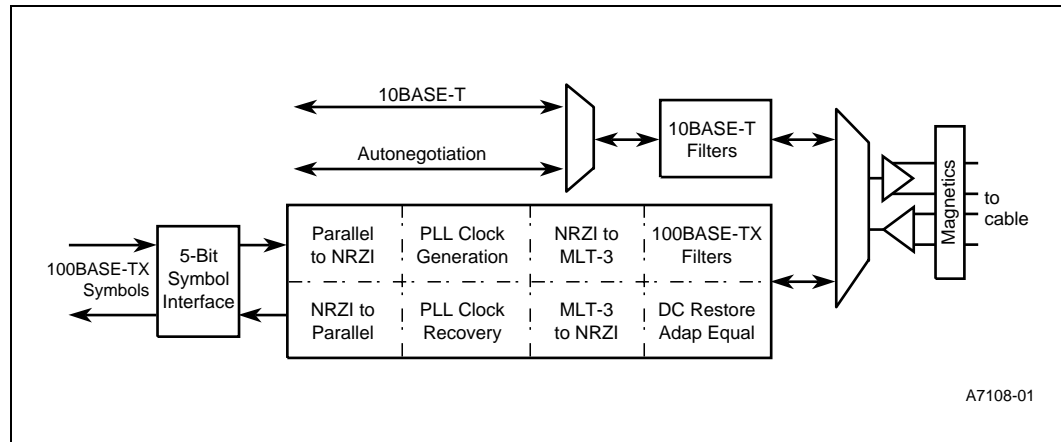 10BASE-T
Autonegotiation
10BASE-T
Filters
100BASE-TX
Symbols
5-Bit
Symbol
Interface
Parallel
to NRZI
PLL Clock
Generation
NRZI to
MLT-3
100BASE-TX
Filters
NRZI to
Parallel
PLL Clock
Recovery
MLT-3
to NRZI
DC Restore
Adap Equal
Magnetics
to
cable
A7108-01